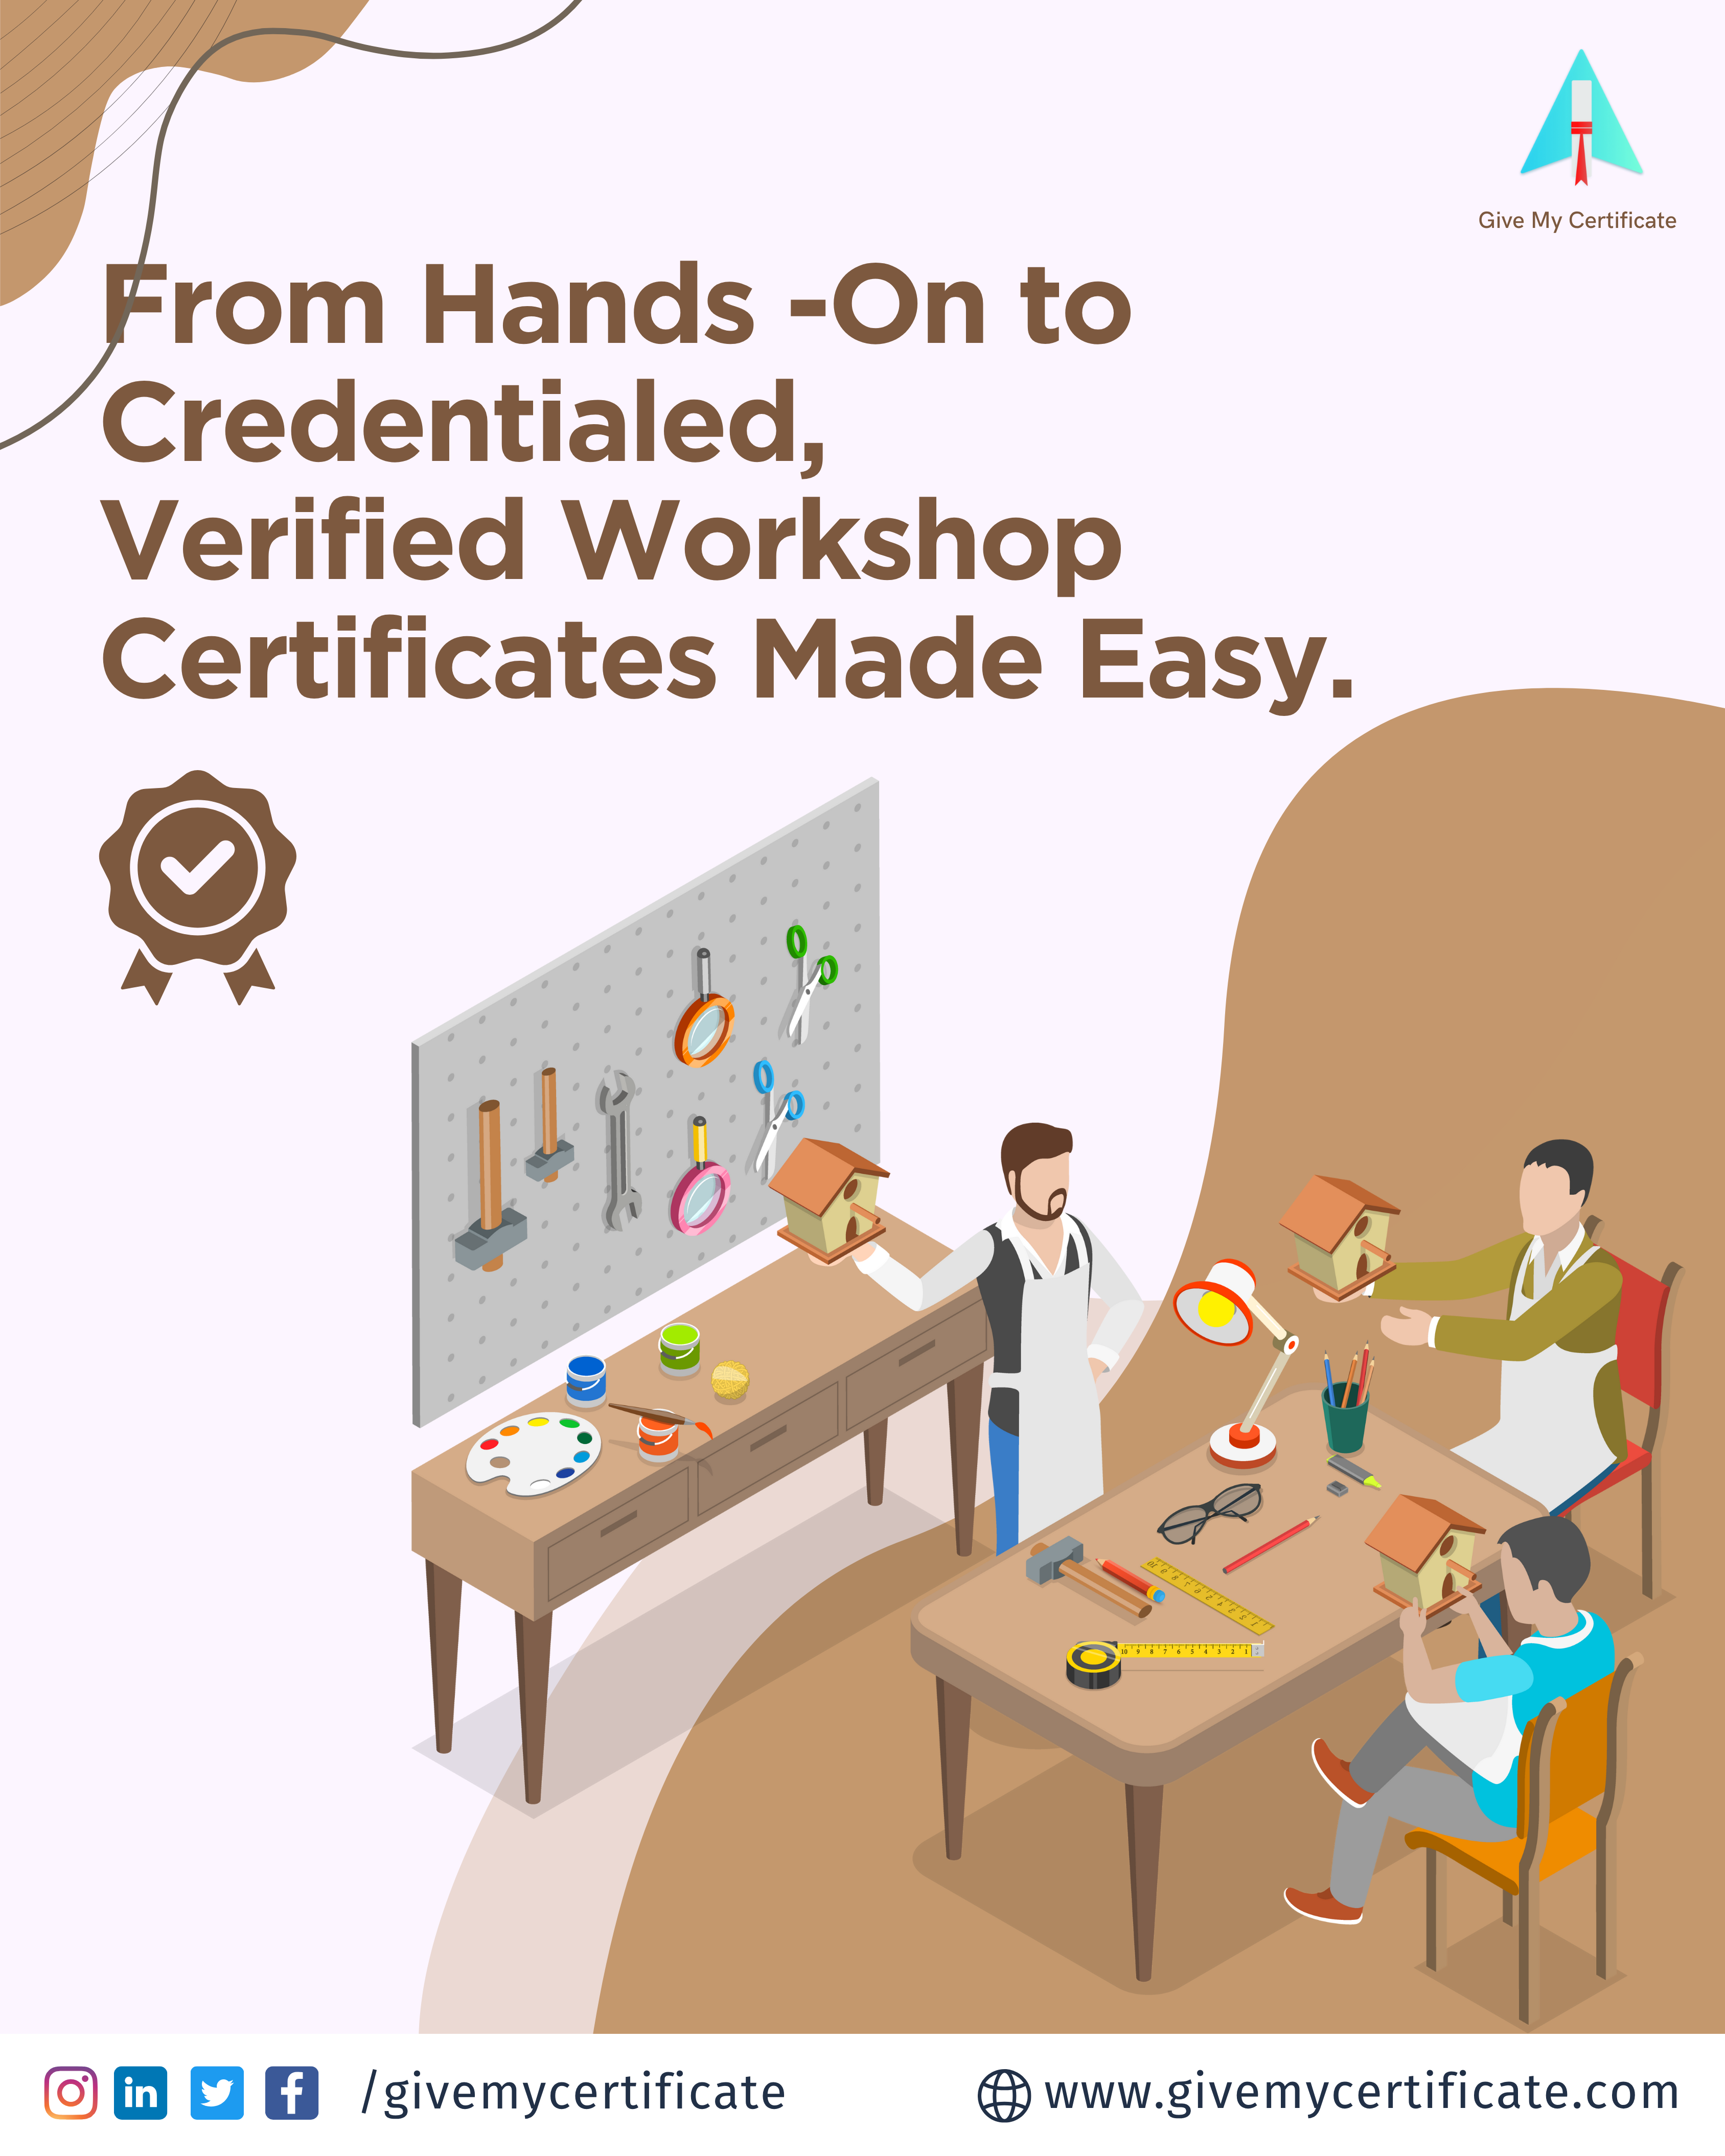 Give My Certificate
From Hands -On to
Credentialed,
Verified Workshop
Certificates Made Easy.
/givemycertificate
www.givemycertificate.com